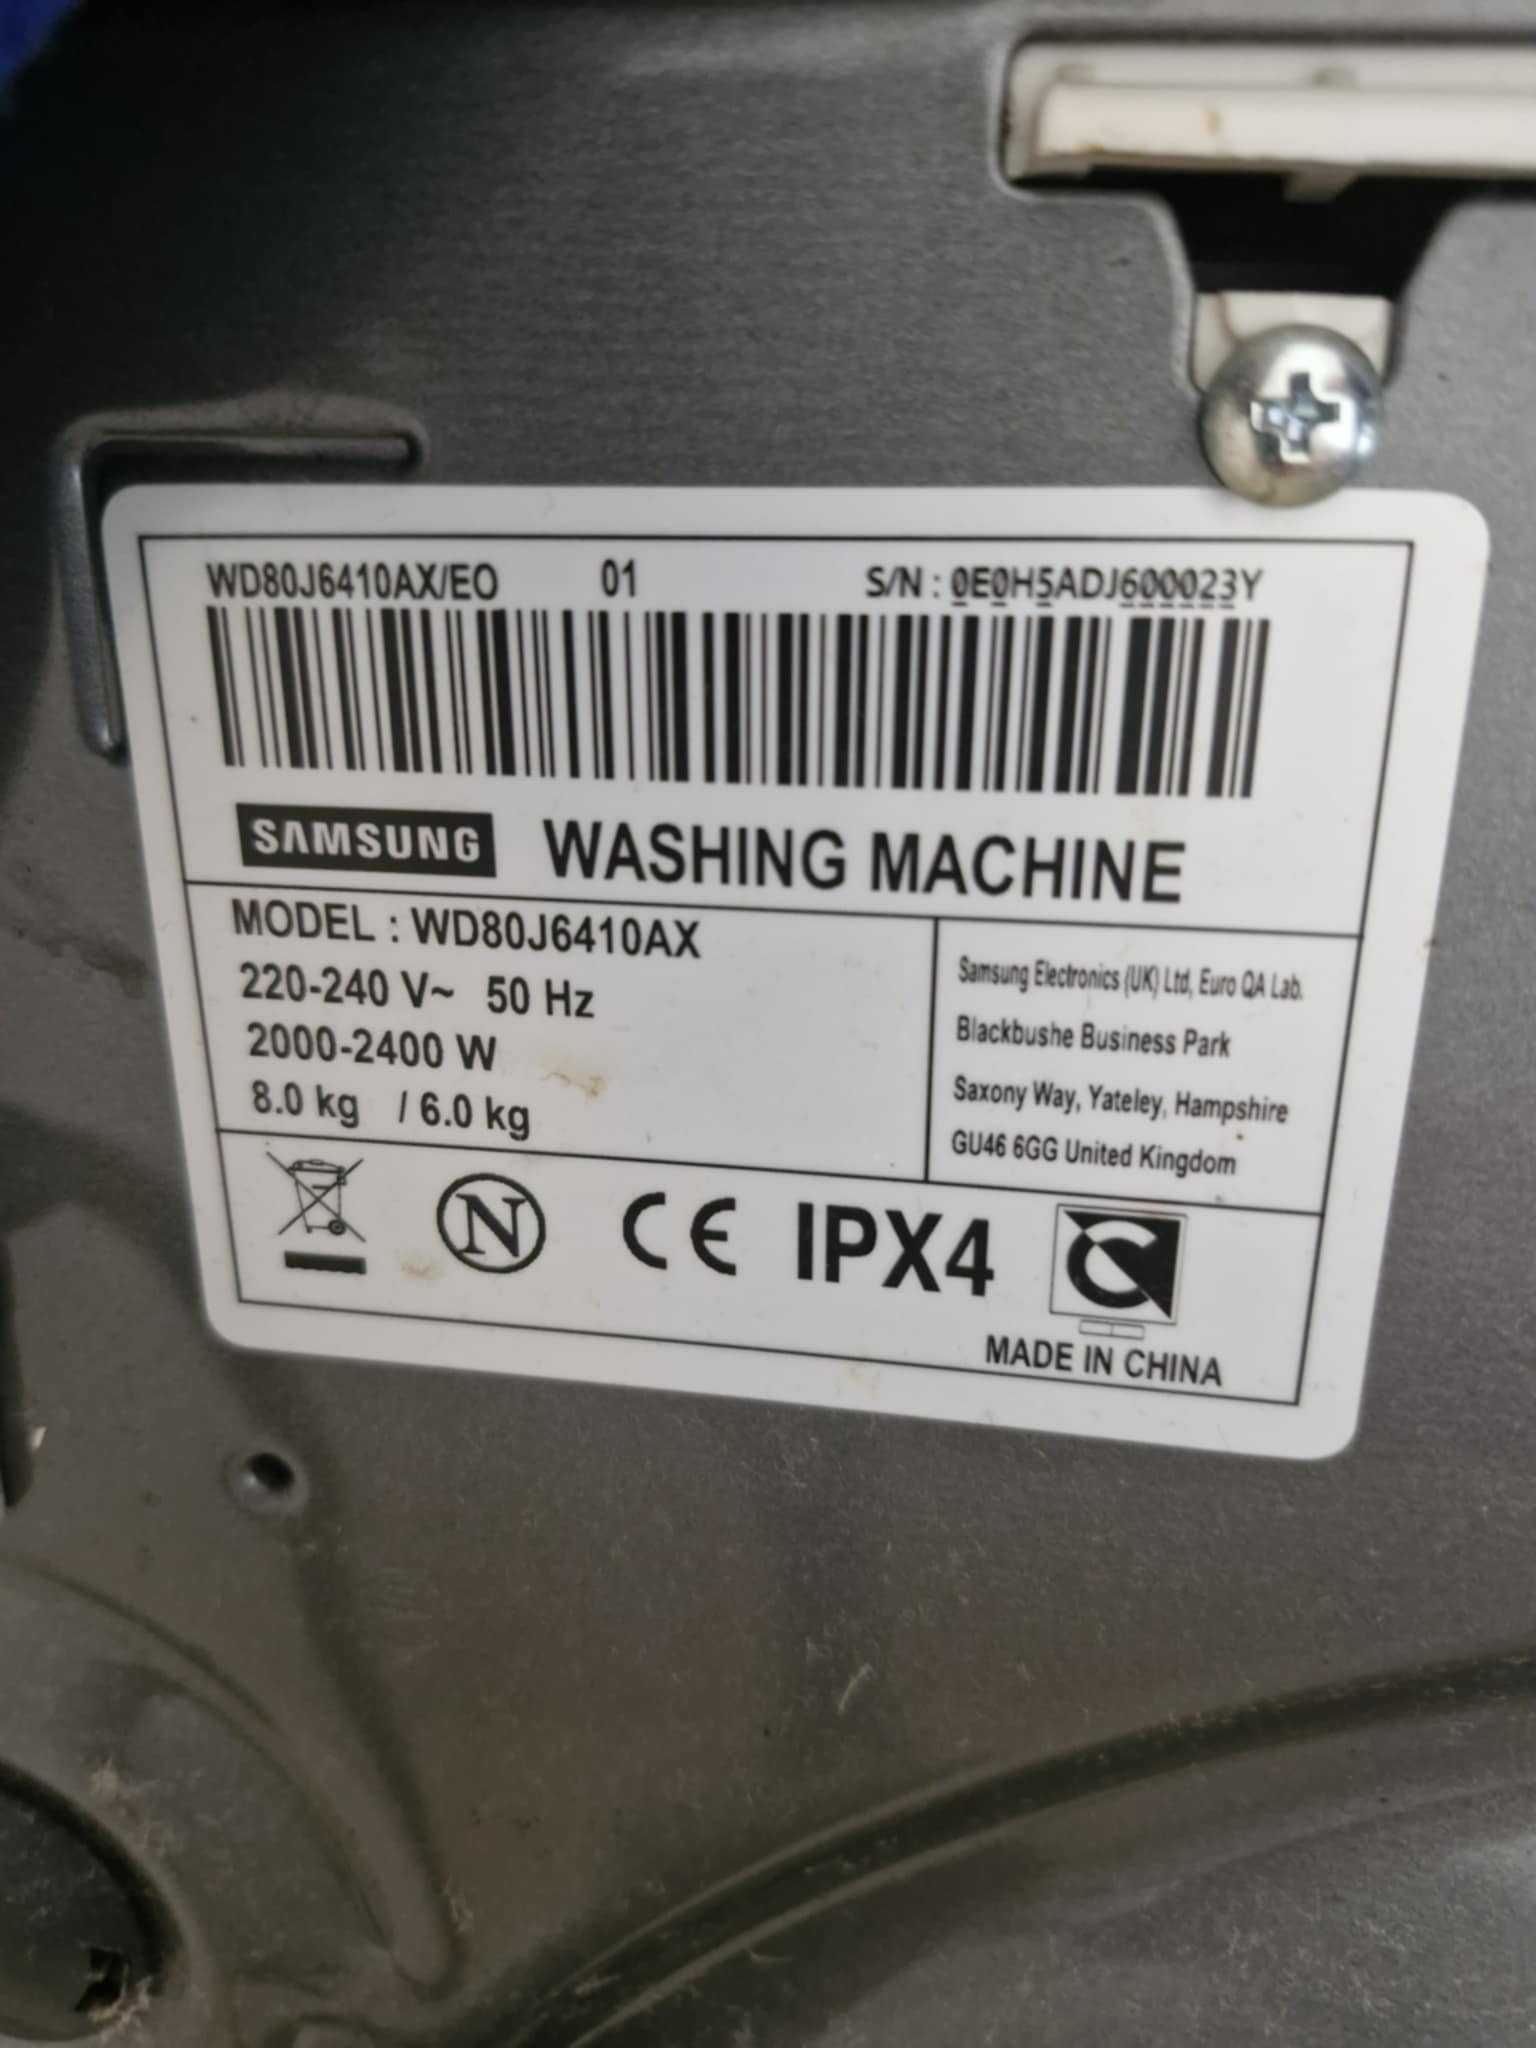 WD80J6410AX/EO 01 S/N : 0E0H5ADJ600023Y
SAMSUNG WASHING MACHINE
MODEL : WD80J6410AX
220-240 V~ 50 Hz
2000-2400 W
8.0 kg / 6.0 kg
Samsung Electronics (UK) Ltd, Euro QA Lab.
Blackbushe Business Park
Saxony Way, Yateley, Hampshire
GU46 6GG United Kingdom
N CE IPX4
MADE IN CHINA